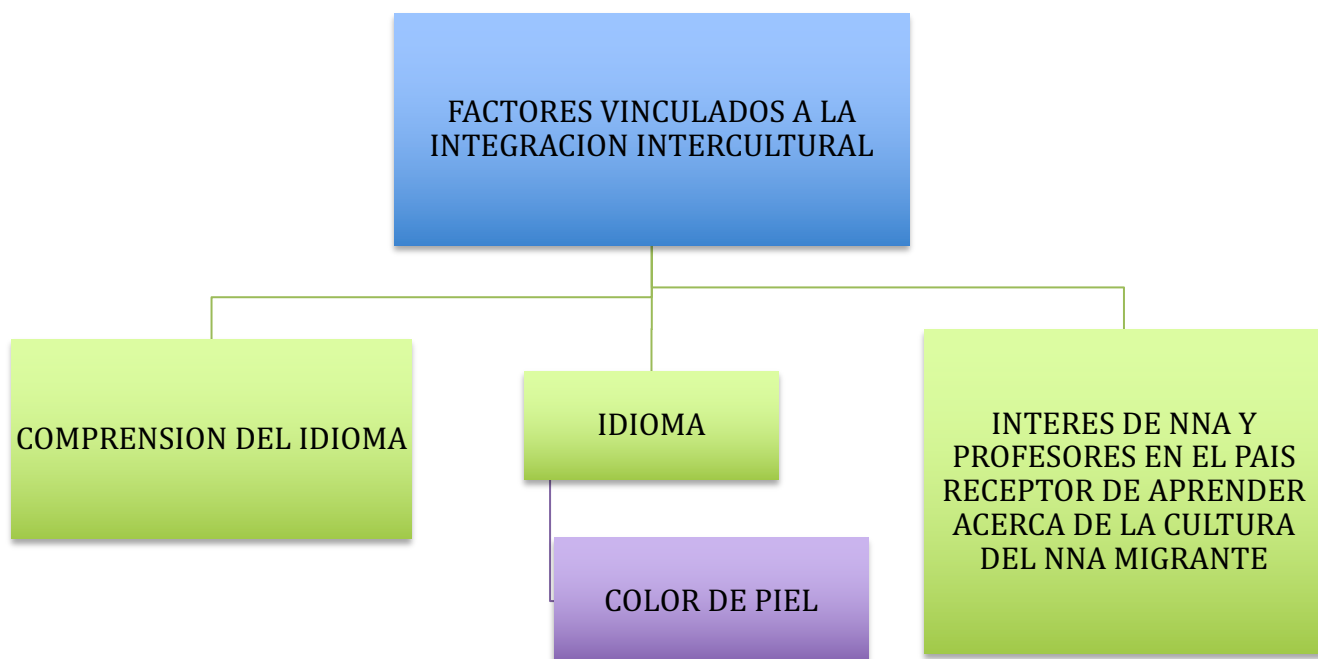 FACTORES VINCULADOS A LA
INTEGRACION INTERCULTURAL
COMPRENSION DEL IDIOMA
IDIOMA
COLOR DE PIEL
INTERES DE NNA Y
PROFESORES EN EL PAIS
RECEPTOR DE APRENDER
ACERCA DE LA CULTURA
DEL NNA MIGRANTE